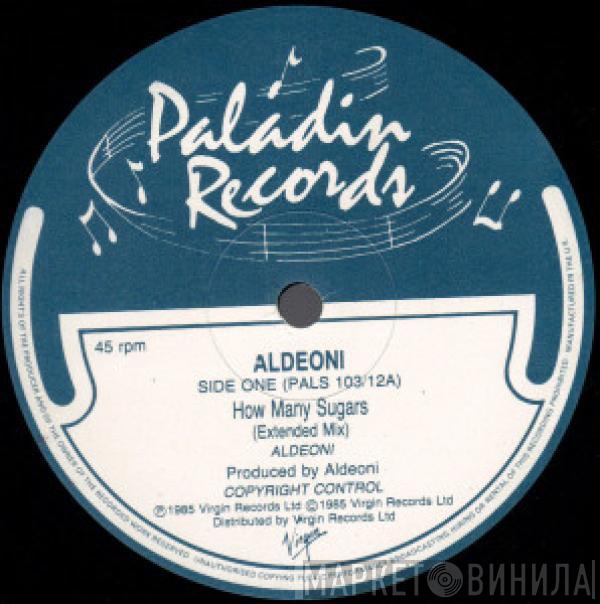 Paladin
Records
45 rpm
ALDEONI
SIDE ONE (PALS 103/12A)
How Many Sugars
(Extended Mix)
ALDEONI
Produced by Aldeoni
COPYRIGHT CONTROL
℗1985 Virgin Records Ltd ©1985 Virgin Records Ltd
Distributed by Virgin Records Ltd
Virgin
ALL RIGHTS OF THE PRODUCER AND OF THE OWNER OF THE RECORDED WORK RESERVED. UNAUTHORISED COPYING PUBLIC PERFORMANCE BROADCASTING HIRING OR RENTAL OF THIS RECORDING PROHIBITED. MANUFACTURED IN THE U.K.
МАРКЕТ ВИНИЛА